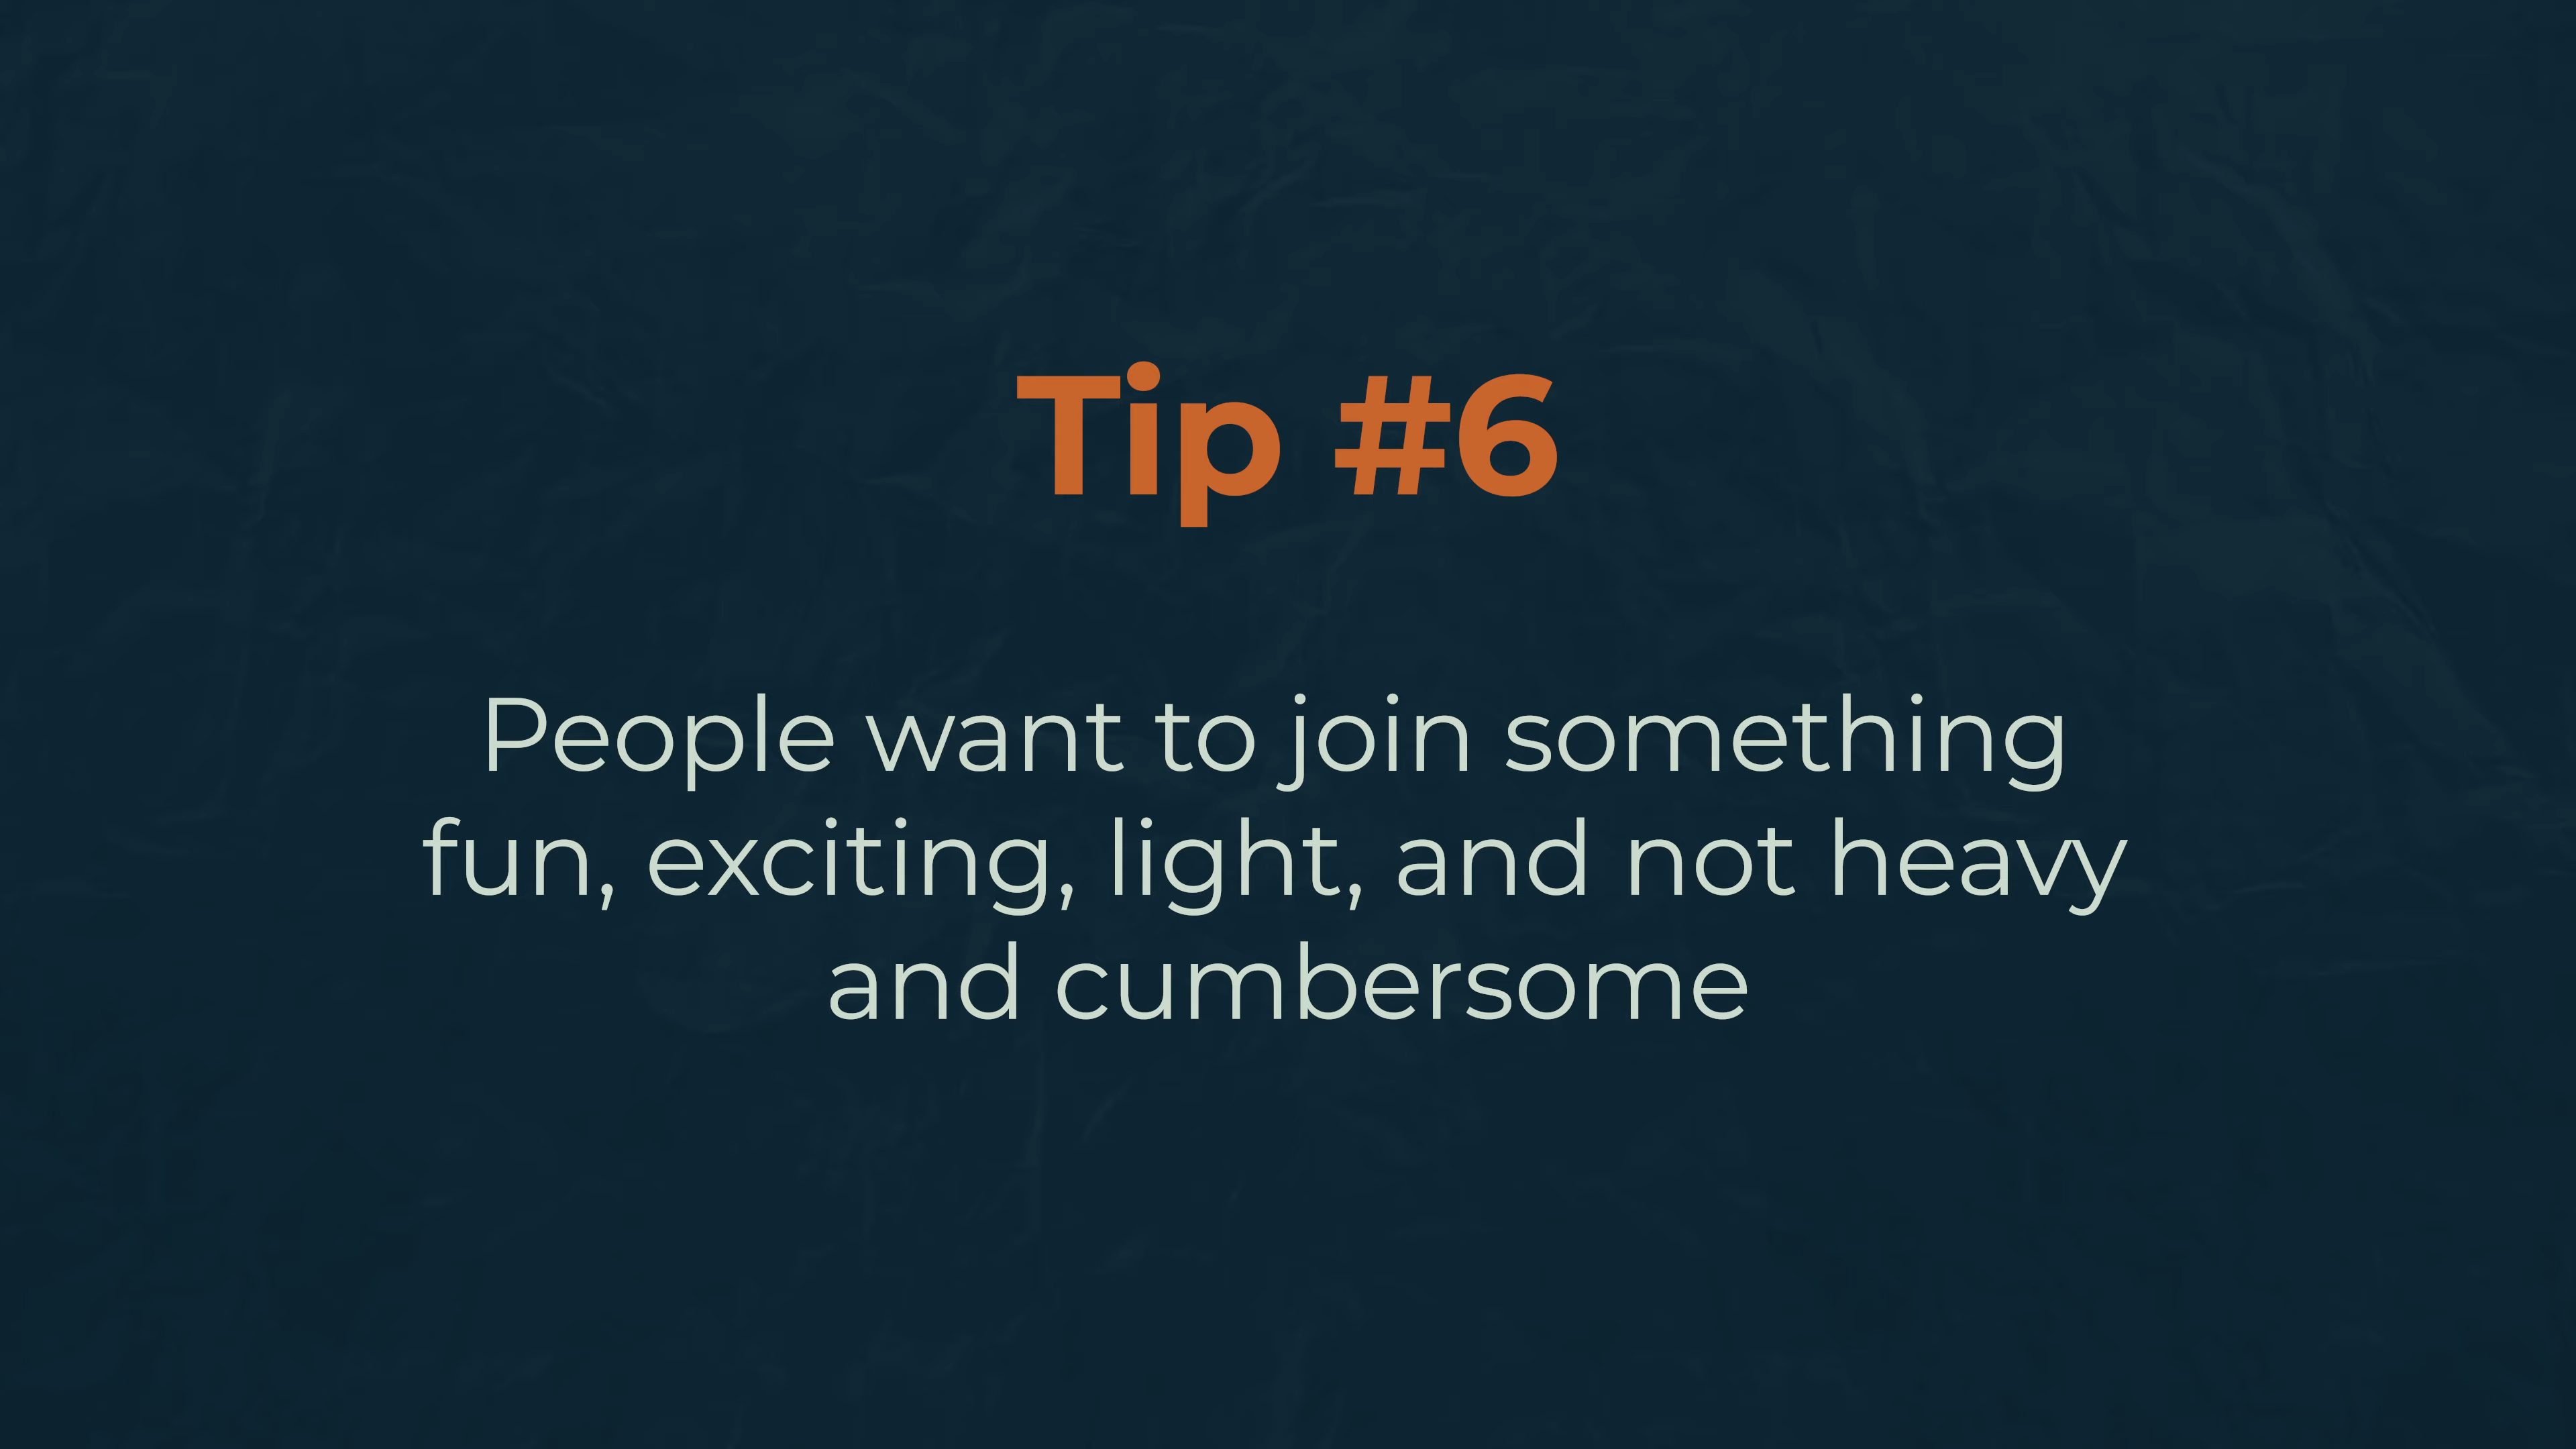 Tip #6
People want to join something
fun, exciting, light, and not heavy
and cumbersome